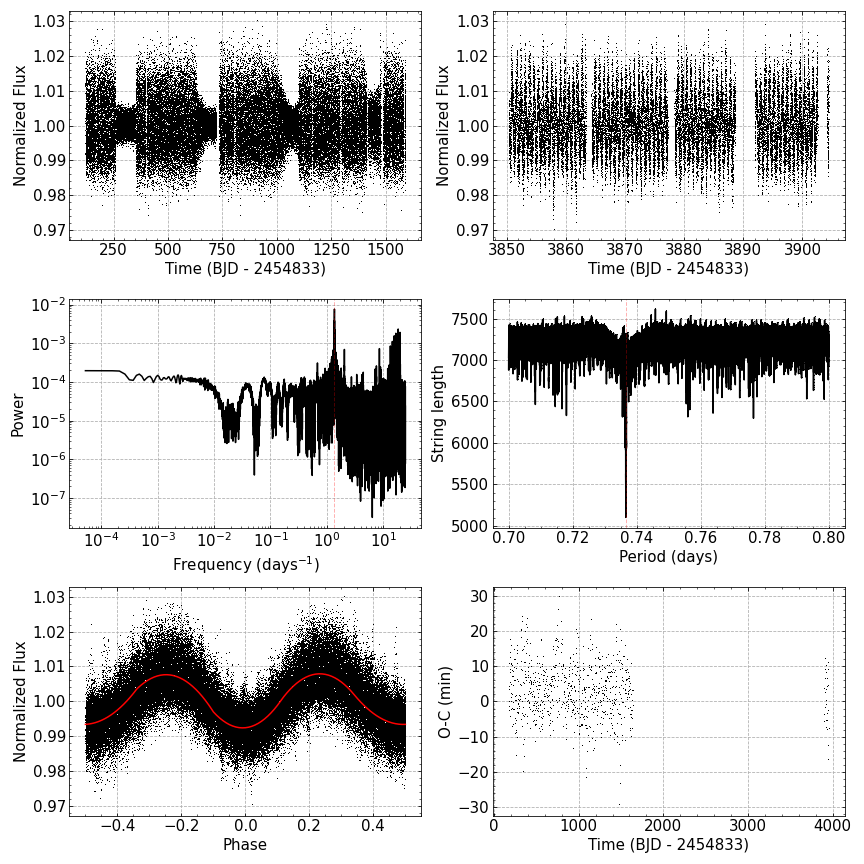 1.03
1.02
1.01
1.00
0.99
0.98
0.97
Normalized Flux
250 500 750 1000 1250 1500
Time (BJD - 2454833)
1.03
1.02
1.01
1.00
0.99
0.98
0.97
Normalized Flux
3850 3860 3870 3880 3890 3900
Time (BJD - 2454833)
10⁻²
10⁻³
10⁻⁴
10⁻⁵
10⁻⁶
10⁻⁷
Power
10⁻⁴ 10⁻³ 10⁻² 10⁻¹ 10⁰ 10¹
Frequency (days⁻¹)
7500
7000
6500
6000
5500
5000
String length
0.70 0.72 0.74 0.76 0.78 0.80
Period (days)
1.03
1.02
1.01
1.00
0.99
0.98
0.97
Normalized Flux
−0.4 −0.2 0.0 0.2 0.4
Phase
30
20
10
0
−10
−20
−30
O-C (min)
0 1000 2000 3000 4000
Time (BJD - 2454833)